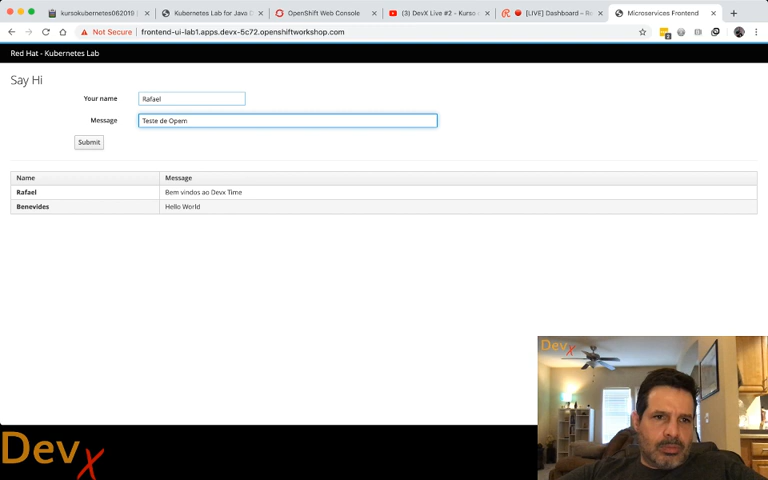 kursokubernetes062019
Kubernetes Lab for Java
OpenShift Web Console
(3) DevX Live #2 - Kurso
[LIVE] Dashboard - R
Microservices Frontend
Not Secure
frontend-ui-lab1.apps.devx-5c72.openshiftworkshop.com
Red Hat - Kubernetes Lab
Say Hi
Your name Rafael
Message Teste de Opem
Submit
Name Message
Rafael Bem vindos ao Devx Time
Benevides Hello World
Devx
Devx